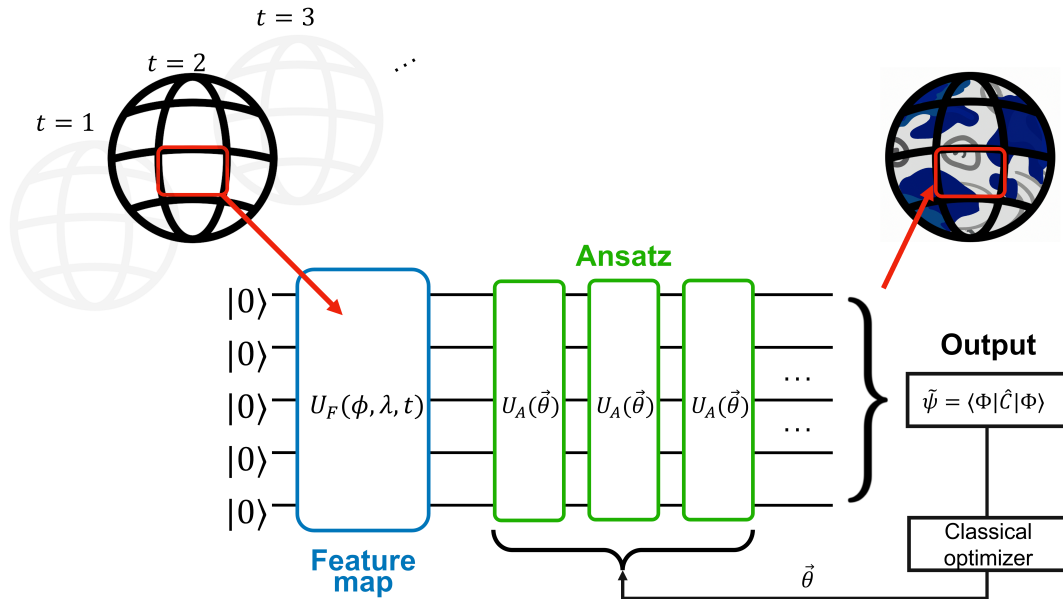 t = 3
t = 2
...
t = 1
Ansatz
|0⟩
|0⟩
|0⟩
|0⟩
|0⟩
U_F(ϕ, λ, t)
U_A(θ⃗)
U_A(θ⃗)
U_A(θ⃗)
...
...
Output
ψ̃ = ⟨Φ|Ĉ|Φ⟩
Classical
optimizer
Feature
map
θ⃗